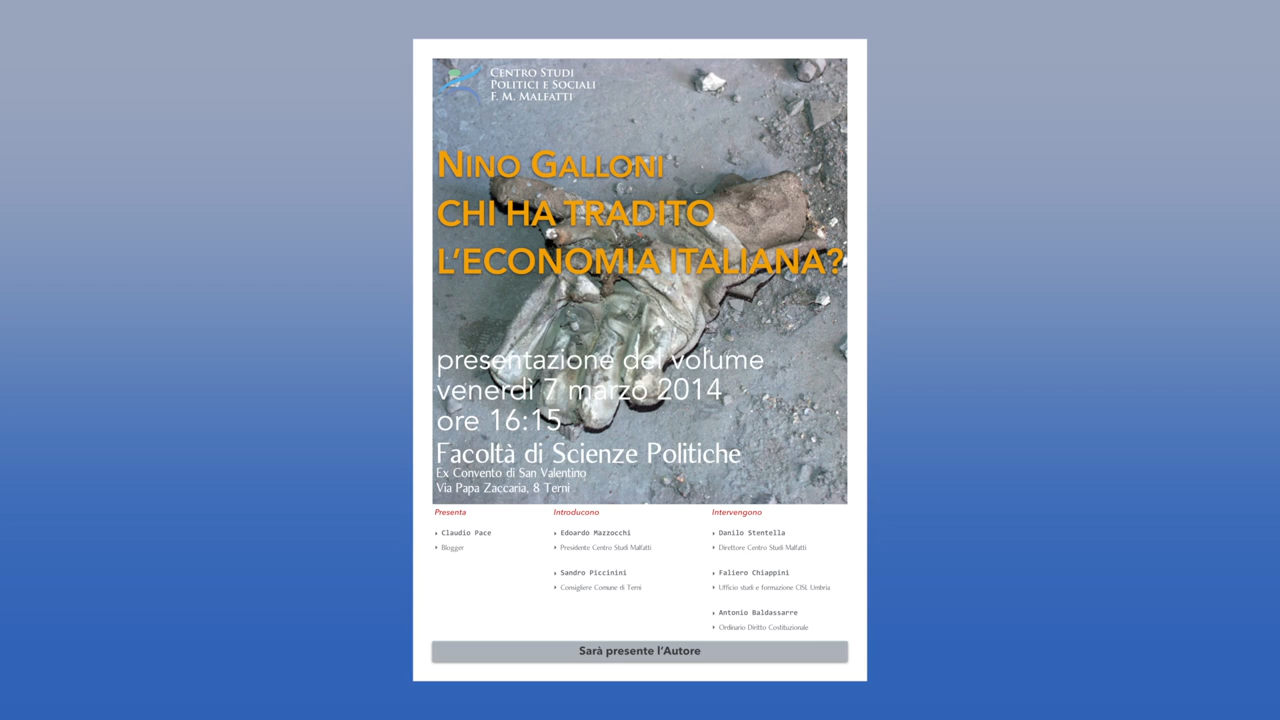 Centro Studi
Politici e Sociali
F. M. Malfatti
Nino Galloni
CHI HA TRADITO
L'ECONOMIA ITALIANA?
presentazione del volume
venerdì 7 marzo 2014
ore 16:15
Facoltà di Scienze Politiche
Ex Convento di San Valentino
Via Papa Zaccaria, 8 Terni
Presenta
Claudio Pace
Blogger
Introducono
Edoardo Mazzocchi
Presidente Centro Studi Malfatti
Sandro Piccinini
Consigliere Comune di Terni
Intervengono
Danilo Stentella
Direttore Centro Studi Malfatti
Faliero Chiappini
Ufficio studi e formazione CISL Umbria
Antonio Baldassarre
Ordinario Diritto Costituzionale
Sarà presente l'Autore